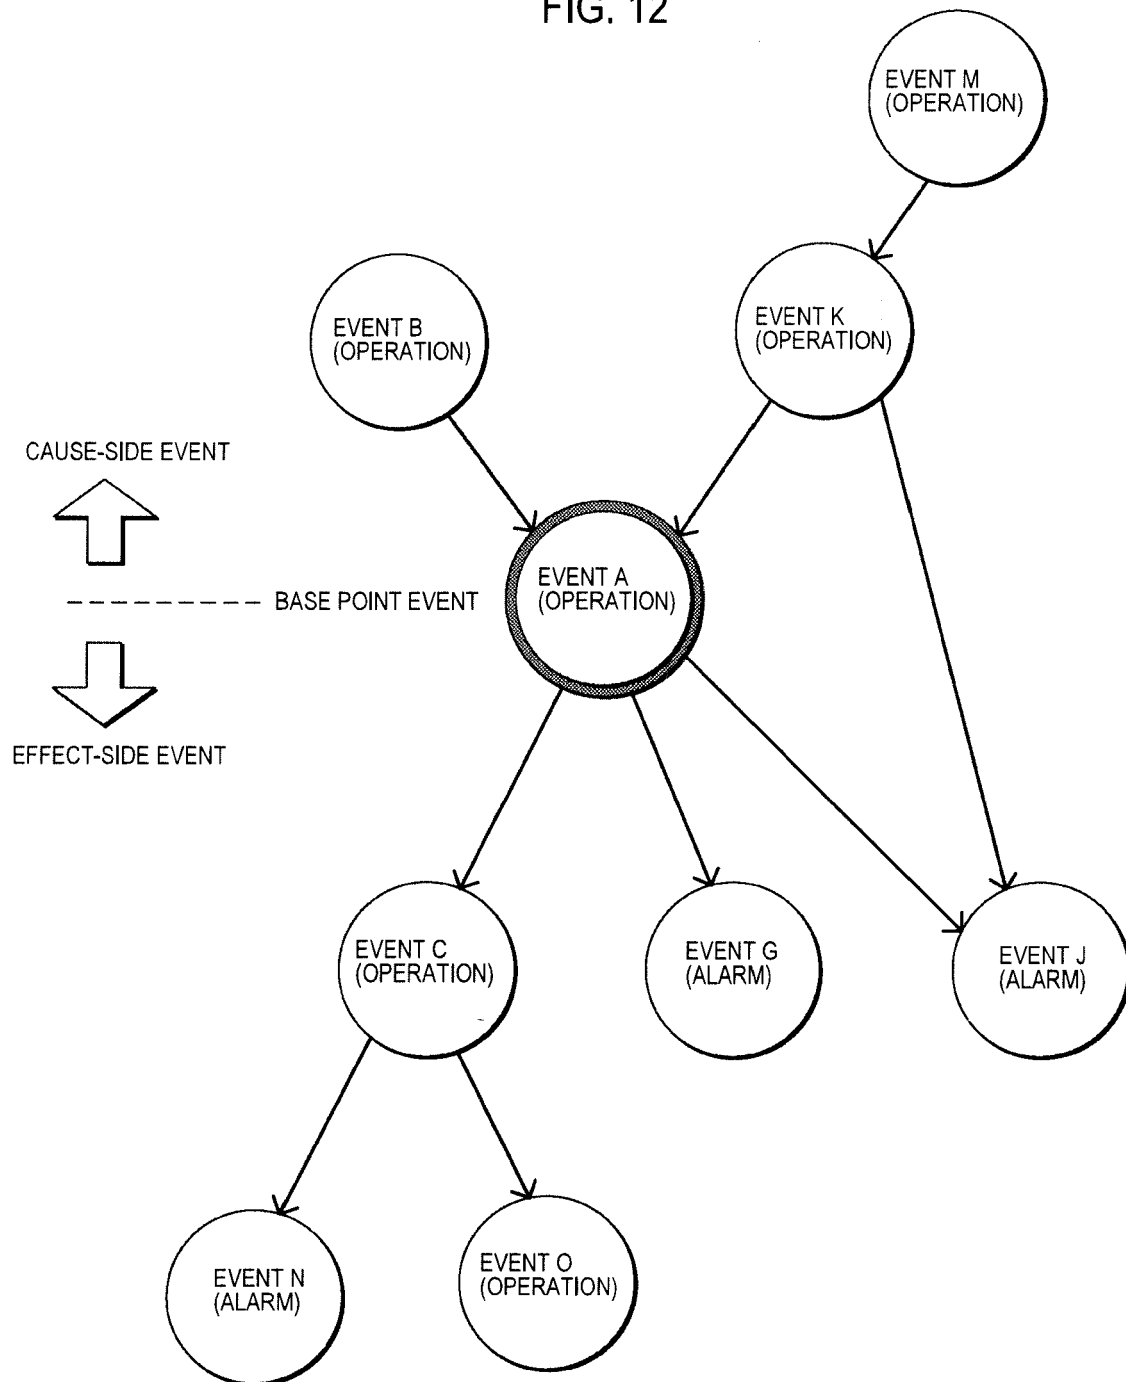 FIG. 12
EVENT M
(OPERATION)
EVENT B
(OPERATION)
EVENT K
(OPERATION)
CAUSE-SIDE EVENT
BASE POINT EVENT
EVENT A
(OPERATION)
EFFECT-SIDE EVENT
EVENT C
(OPERATION)
EVENT G
(ALARM)
EVENT J
(ALARM)
EVENT N
(ALARM)
EVENT O
(OPERATION)